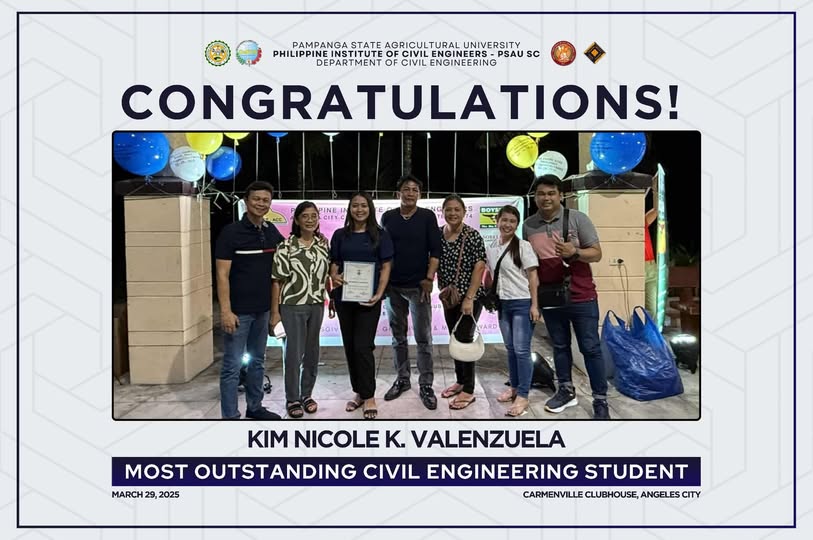 PAMPANGA STATE AGRICULTURAL UNIVERSITY
PHILIPPINE INSTITUTE OF CIVIL ENGINEERS - PSAU SC
DEPARTMENT OF CIVIL ENGINEERING
CONGRATULATIONS!
KIM NICOLE K. VALENZUELA
MOST OUTSTANDING CIVIL ENGINEERING STUDENT
MARCH 29, 2025
CARMENVILLE CLUBHOUSE, ANGELES CITY